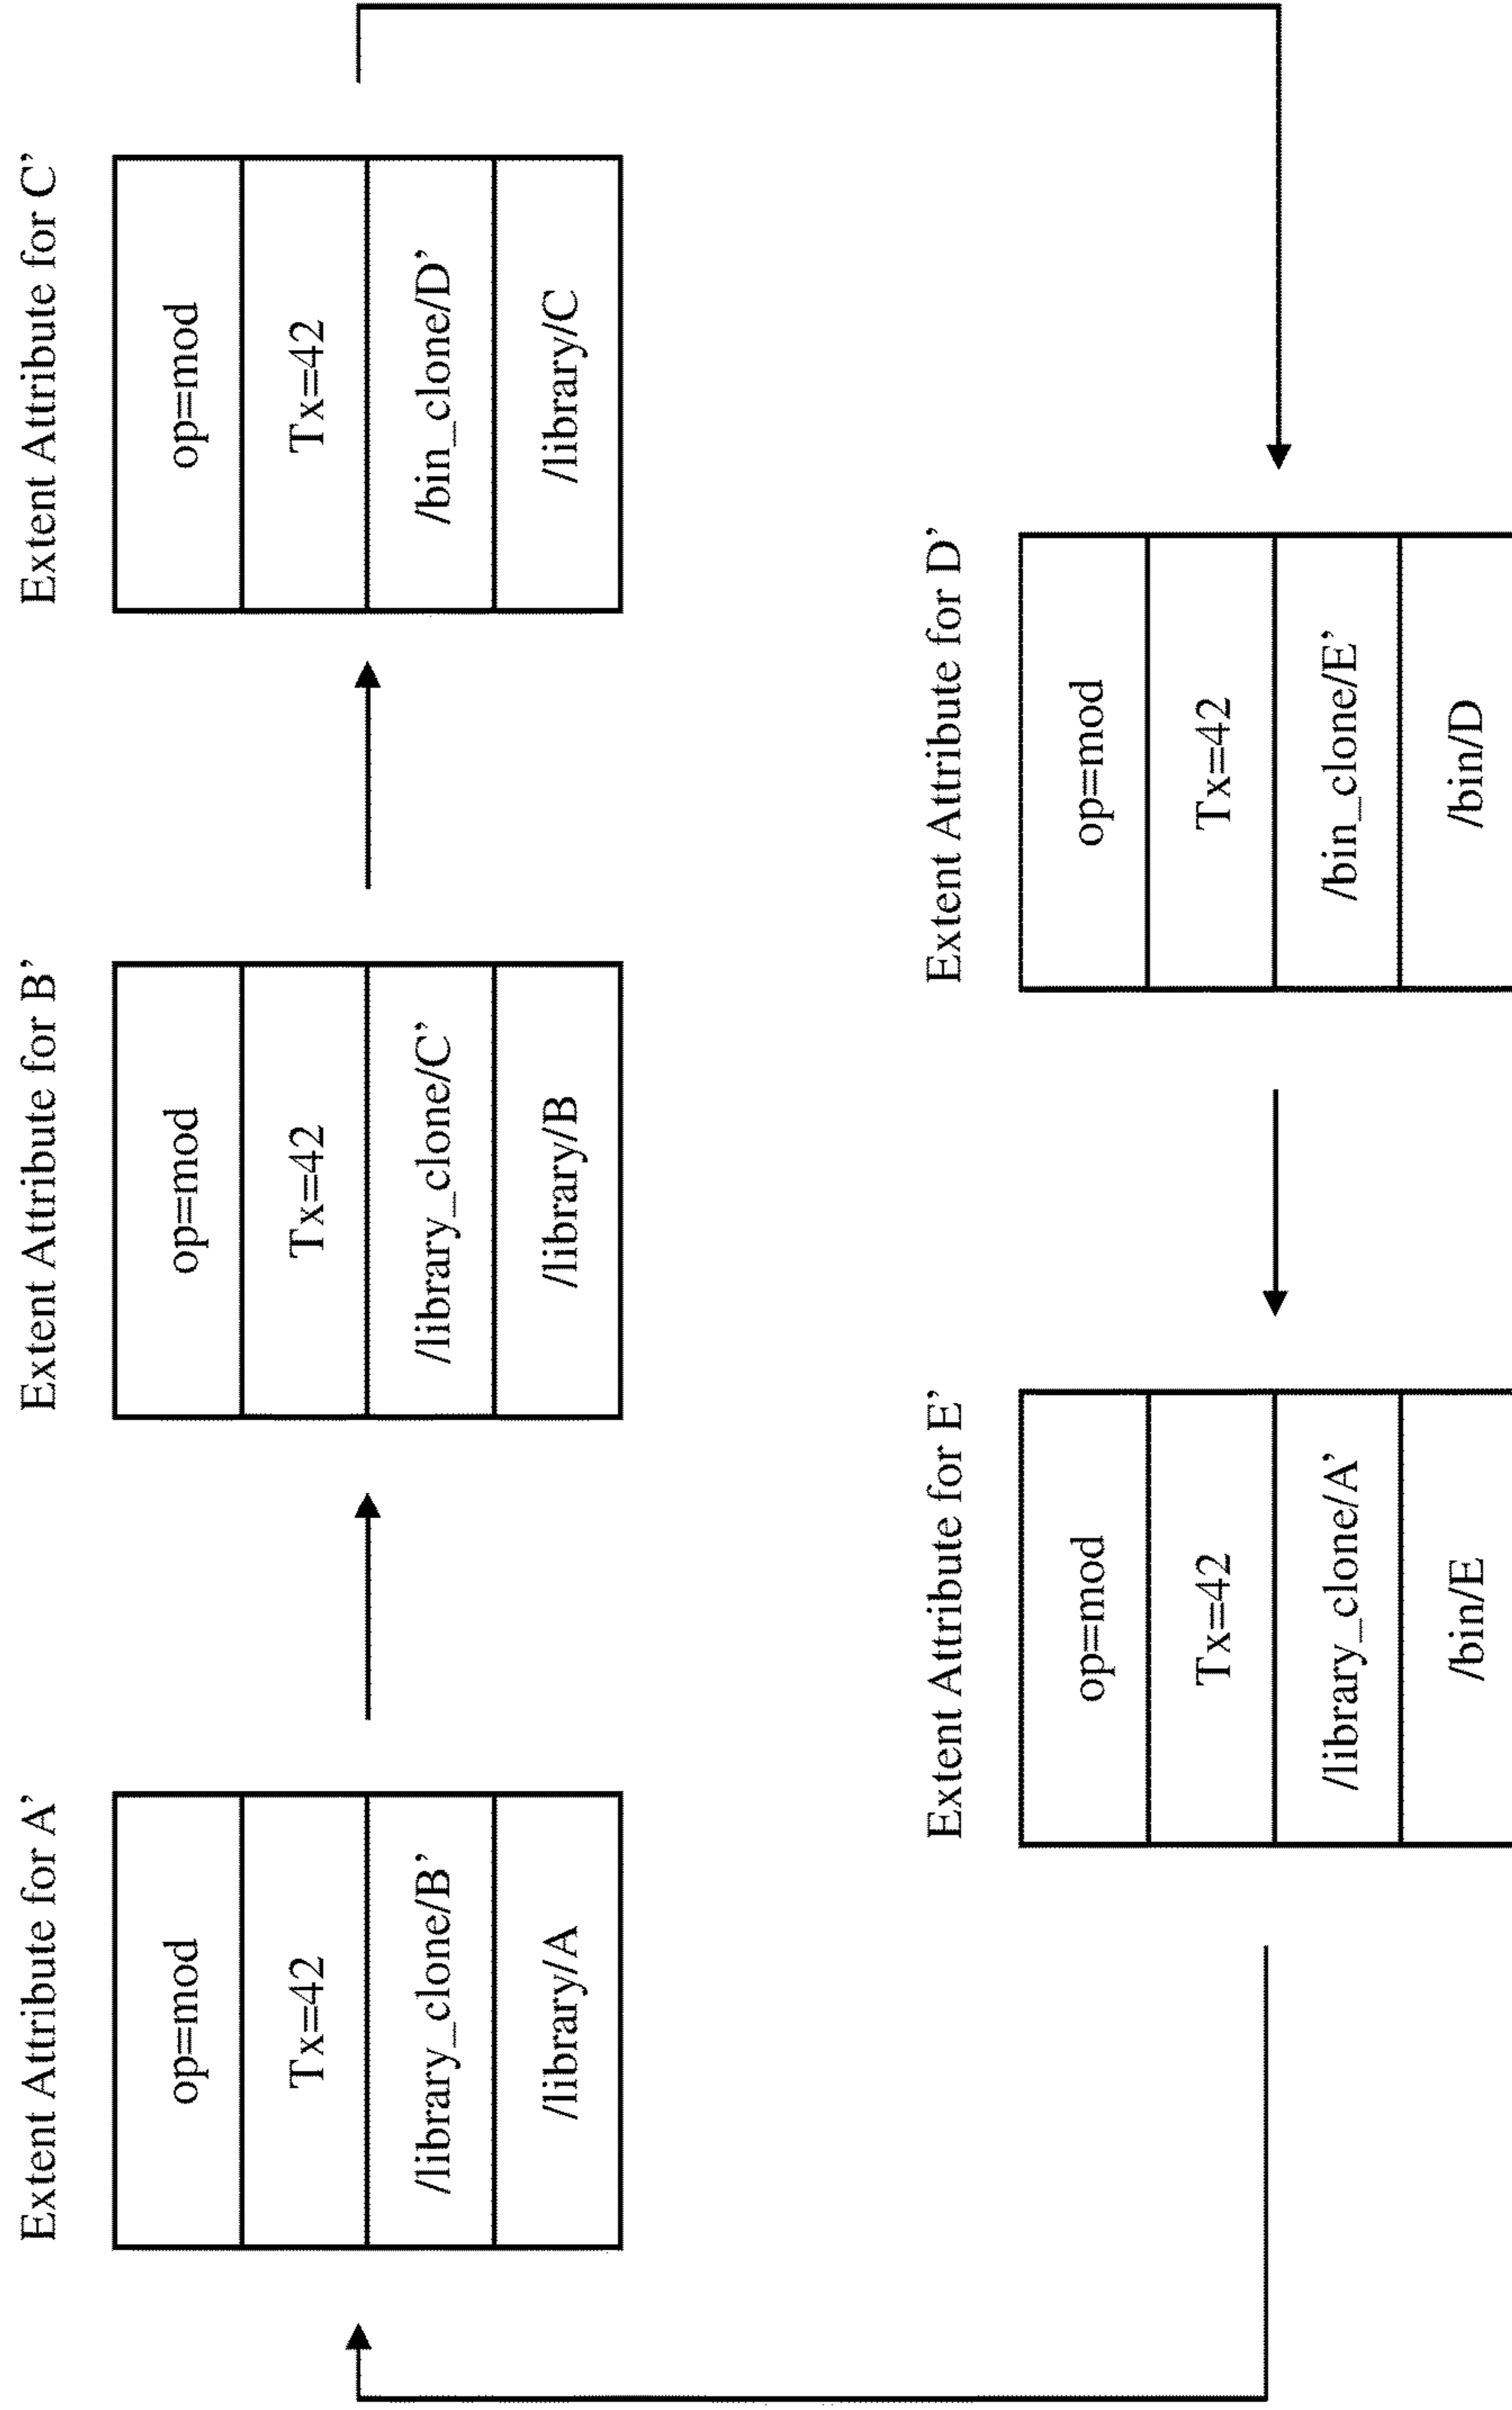 Extent Attribute for A’
op=mod
Tx=42
/library_clone/B’
/library/A
Extent Attribute for B’
op=mod
Tx=42
/library_clone/C’
/library/B
Extent Attribute for C’
op=mod
Tx=42
/bin_clone/D’
/library/C
Extent Attribute for E’
op=mod
Tx=42
/library_clone/A’
/bin/E
Extent Attribute for D’
op=mod
Tx=42
/bin_clone/E’
/bin/D